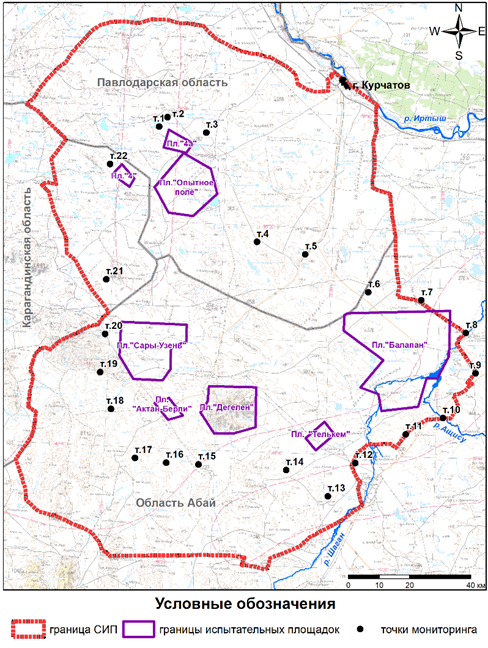 N
W E
S
Павлодарская область
г. Курчатов
р. Иртыш
т.1
т.2
т.3
Пл."4а"
т.22
Пл."Опытное
поле"
Карагандинская область
т.4
т.5
т.21
т.6
т.7
т.20
Пл."Сары-Узень"
Пл."Балапан"
т.8
т.19
т.9
т.18
Пл.
"Актан-Берли"
Пл."Дегелен"
Пл. "Телькем"
т.10
р.Ащису
т.11
т.17
т.16
т.15
т.14
т.12
т.13
Область Абай
р. Шаган
0 10 20 40 км
Условные обозначения
граница СИП границы испытательных площадок точки мониторинга